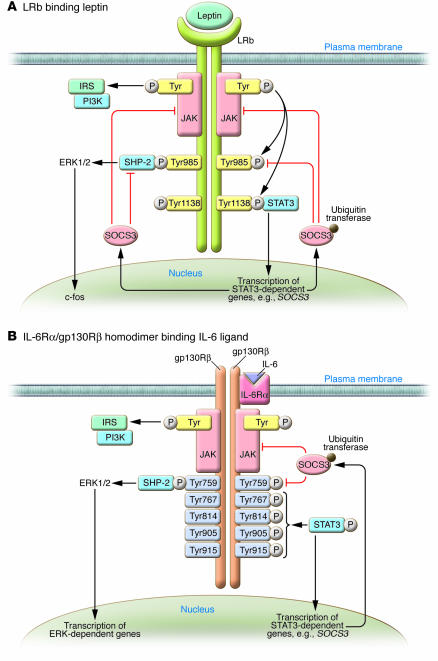 A LRb binding leptin
Leptin
LRb
Plasma membrane
IRS
PI3K
P
Tyr
Tyr
P
JAK
JAK
ERK1/2
SHP-2
P
Tyr985
Tyr985
P
P
Tyr1138
Tyr1138
P
STAT3
SOCS3
SOCS3
Ubiquitin
transferase
Nucleus
c-fos
Transcription of
STAT3-dependent
genes, e.g., SOCS3
B IL-6Rα/gp130Rβ homodimer binding IL-6 ligand
gp130Rβ
gp130Rβ
IL-6
IL-6Rα
Plasma membrane
IRS
PI3K
P
Tyr
Tyr
P
JAK
JAK
Ubiquitin
transferase
SOCS3
ERK1/2
SHP-2
P
Tyr759
Tyr759
P
Tyr767
Tyr767
P
Tyr814
Tyr814
P
STAT3
P
Tyr905
Tyr905
P
Tyr915
Tyr915
P
Nucleus
Transcription of
ERK-dependent genes
Transcription of
STAT3-dependent
genes, e.g., SOCS3